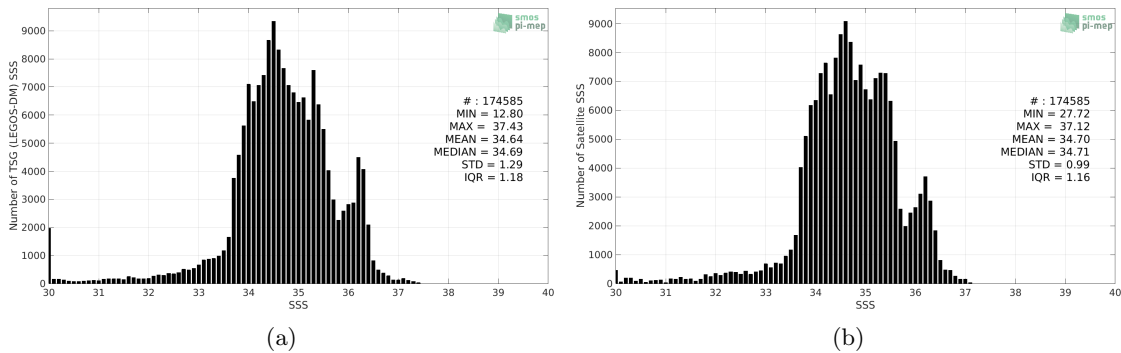 smos
pi-mep
9000
8000
7000
6000
5000
4000
3000
2000
1000
0
Number of TSG (LEGOS-DM) SSS
# : 174585
MIN = 12.80
MAX = 37.43
MEAN = 34.64
MEDIAN = 34.69
STD = 1.29
IQR = 1.18
30 31 32 33 34 35 36 37 38 39 40
SSS
(a)
smos
pi-mep
9000
8000
7000
6000
5000
4000
3000
2000
1000
0
Number of Satellite SSS
# : 174585
MIN = 27.72
MAX = 37.12
MEAN = 34.70
MEDIAN = 34.71
STD = 0.99
IQR = 1.16
30 31 32 33 34 35 36 37 38 39 40
SSS
(b)